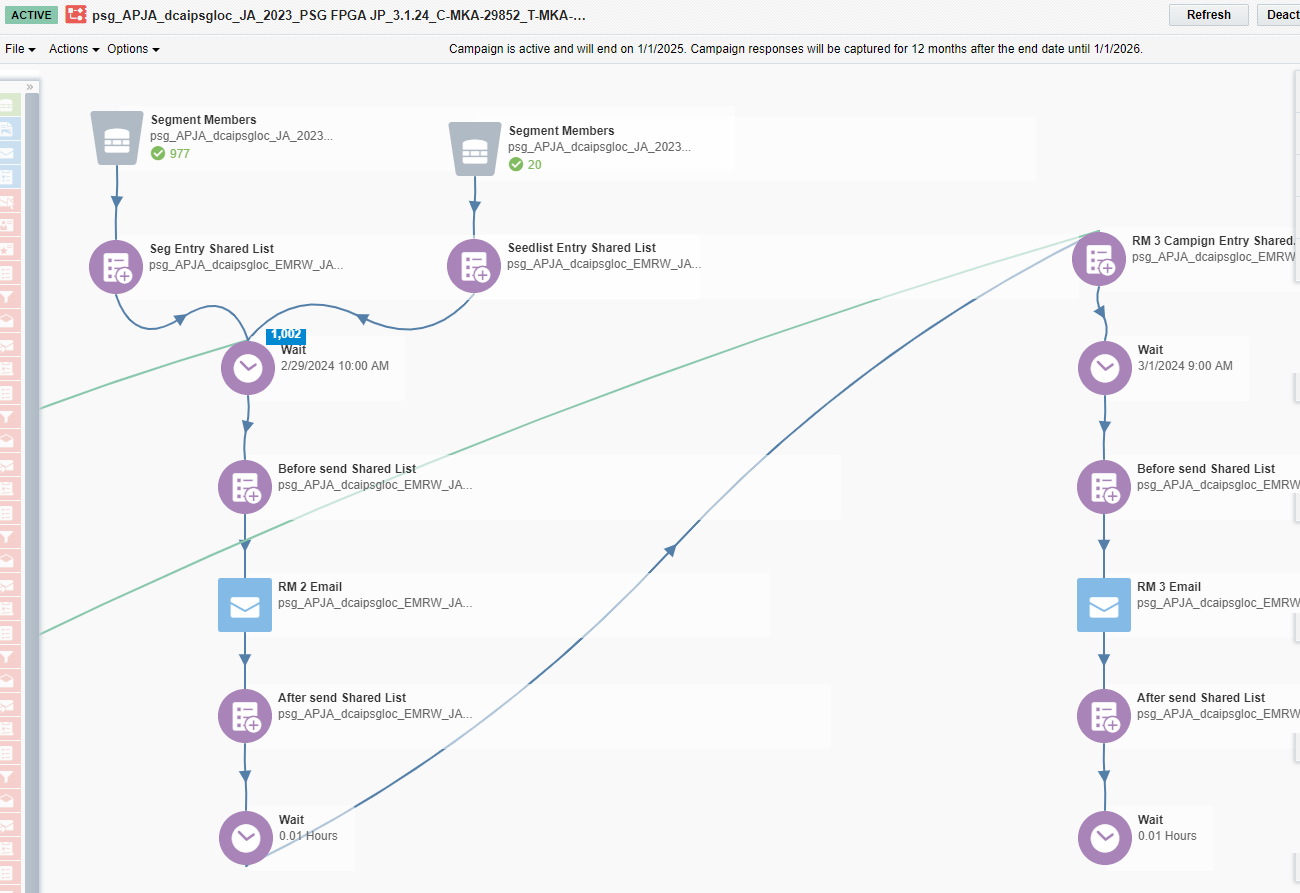 ACTIVE psg_APJA_dcaipsgloc_JA_2023_PSG FPGA JP_3.1.24_C-MKA-29852_T-MKA-... Refresh Deact
File Actions Options Campaign is active and will end on 1/1/2025. Campaign responses will be captured for 12 months after the end date until 1/1/2026.
Segment Members
psg_APJA_dcaipsgloc_JA_2023...
977
Segment Members
psg_APJA_dcaipsgloc_JA_2023...
20
Seg Entry Shared List
psg_APJA_dcaipsgloc_EMRW_JA...
Seedlist Entry Shared List
psg_APJA_dcaipsgloc_EMRW_JA...
RM 3 Campign Entry Shared.
psg_APJA_dcaipsgloc_EMRW
1,002
Wait
2/29/2024 10:00 AM
Wait
3/1/2024 9:00 AM
Before send Shared List
psg_APJA_dcaipsgloc_EMRW_JA...
Before send Shared List
psg_APJA_dcaipsgloc_EMRW
RM 2 Email
psg_APJA_dcaipsgloc_EMRW_JA...
RM 3 Email
psg_APJA_dcaipsgloc_EMRW
After send Shared List
psg_APJA_dcaipsgloc_EMRW_JA...
After send Shared List
psg_APJA_dcaipsgloc_EMRW
Wait
0.01 Hours
Wait
0.01 Hours